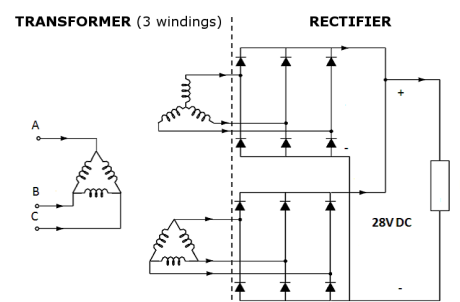 TRANSFORMER (3 windings)
RECTIFIER
A
B
C
+
-
28V DC
-